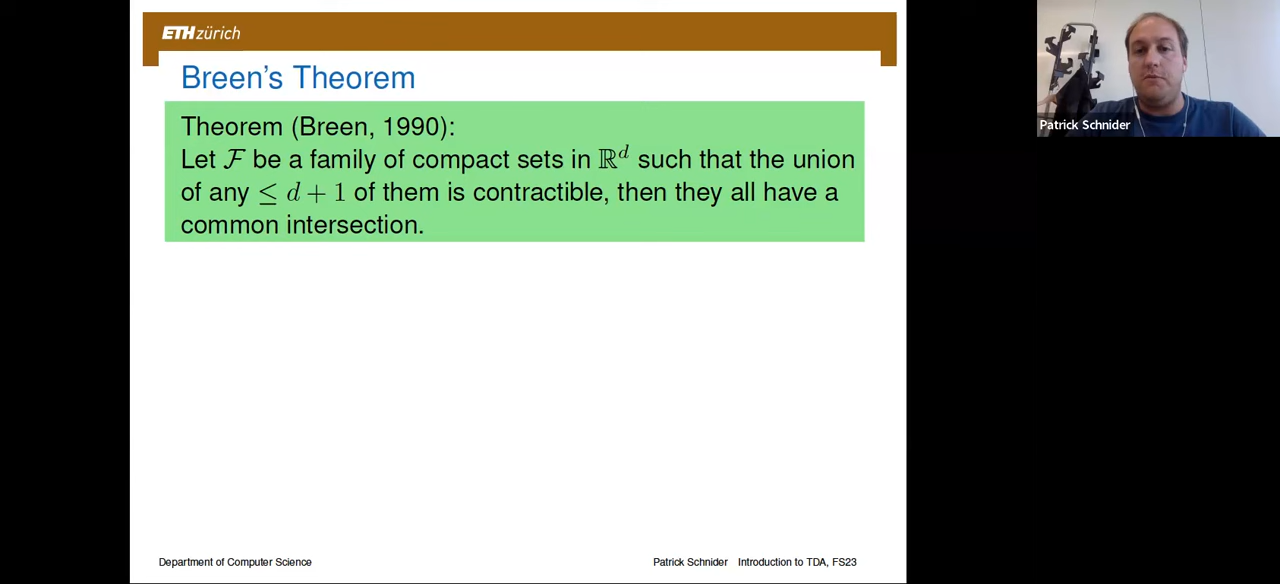 ETH zürich
Breen's Theorem
Theorem (Breen, 1990):
Let ℱ be a family of compact sets in ℝᵈ such that the union
of any ≤ d + 1 of them is contractible, then they all have a
common intersection.
Department of Computer Science
Patrick Schnider Introduction to TDA, FS23
Patrick Schnider